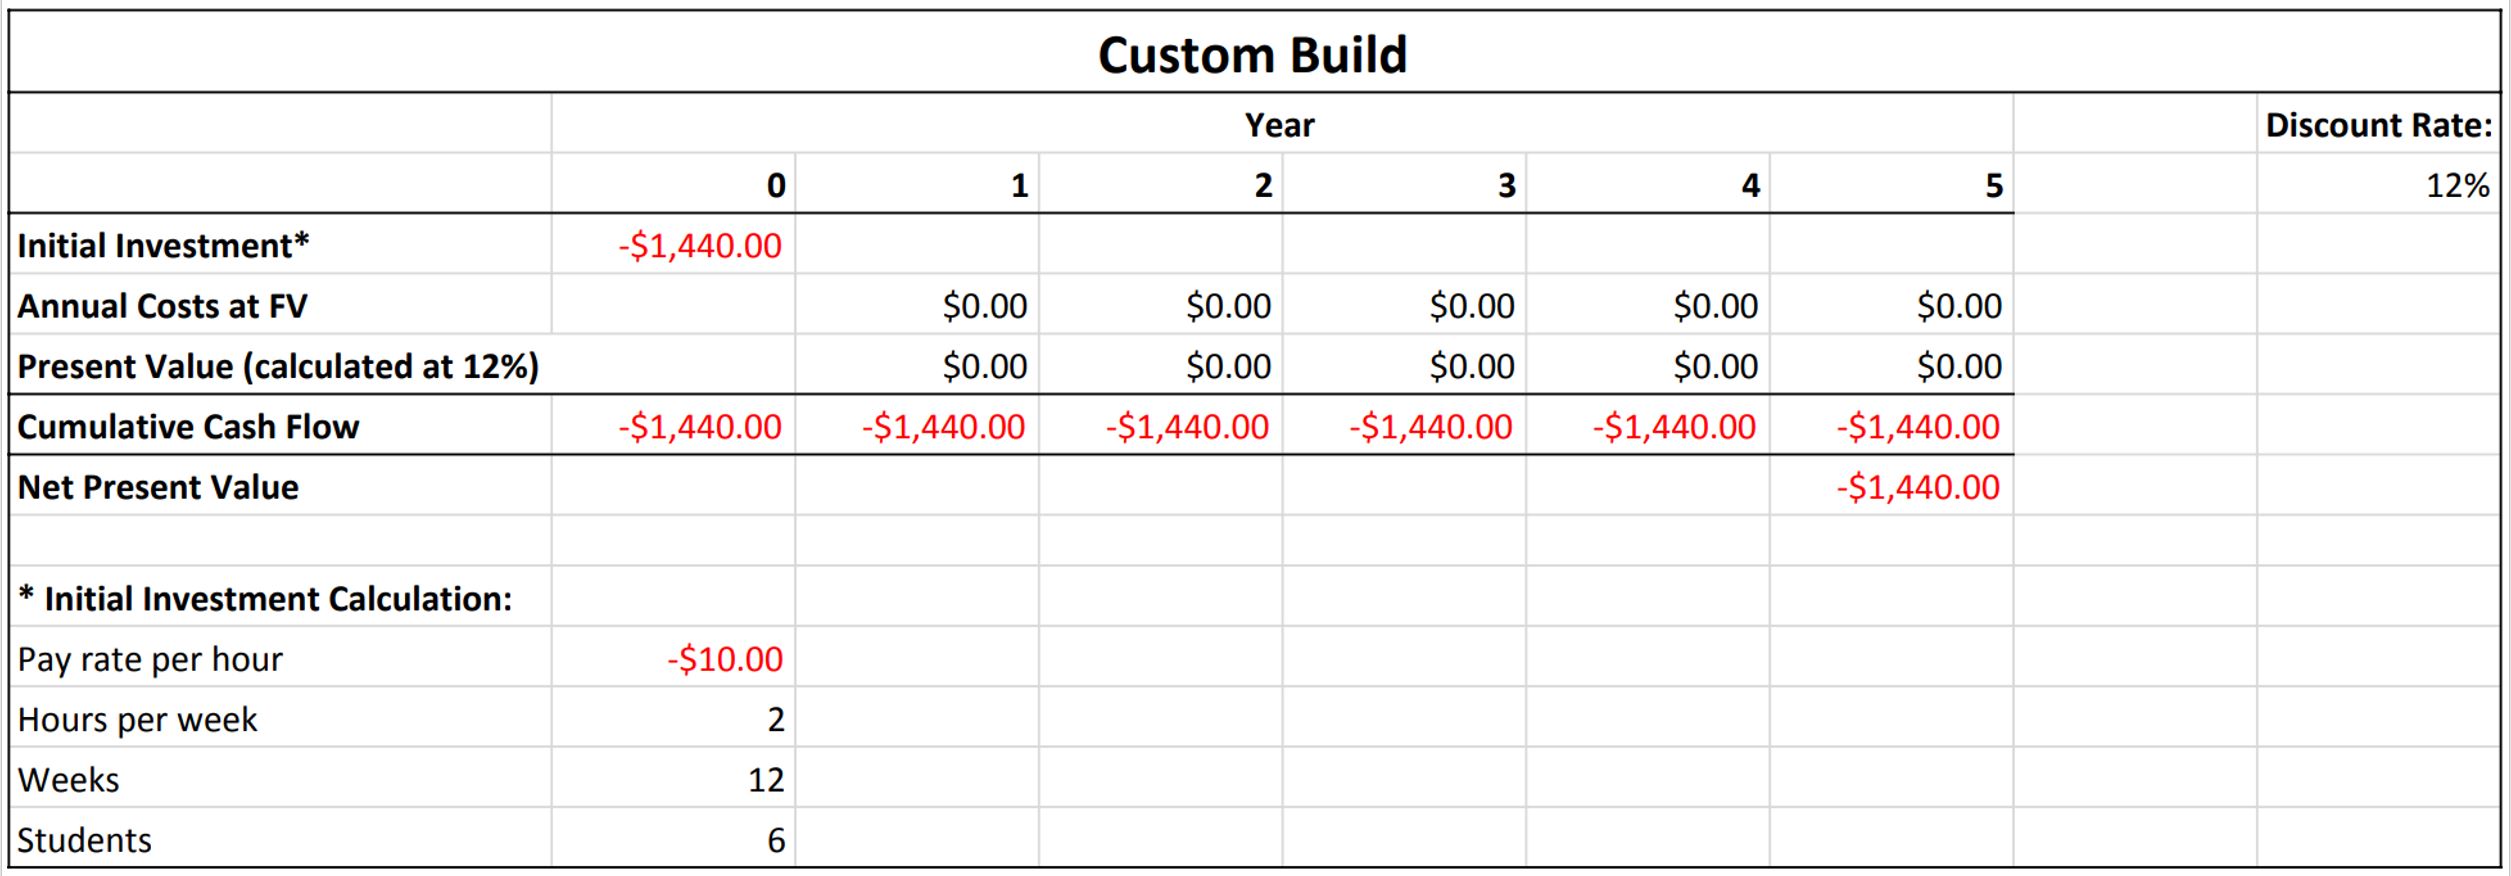 Custom Build
Year Discount Rate:
0 1 2 3 4 5 12%
Initial Investment* -$1,440.00
Annual Costs at FV $0.00 $0.00 $0.00 $0.00 $0.00
Present Value (calculated at 12%) $0.00 $0.00 $0.00 $0.00 $0.00
Cumulative Cash Flow -$1,440.00 -$1,440.00 -$1,440.00 -$1,440.00 -$1,440.00 -$1,440.00
Net Present Value -$1,440.00
* Initial Investment Calculation:
Pay rate per hour -$10.00
Hours per week 2
Weeks 12
Students 6